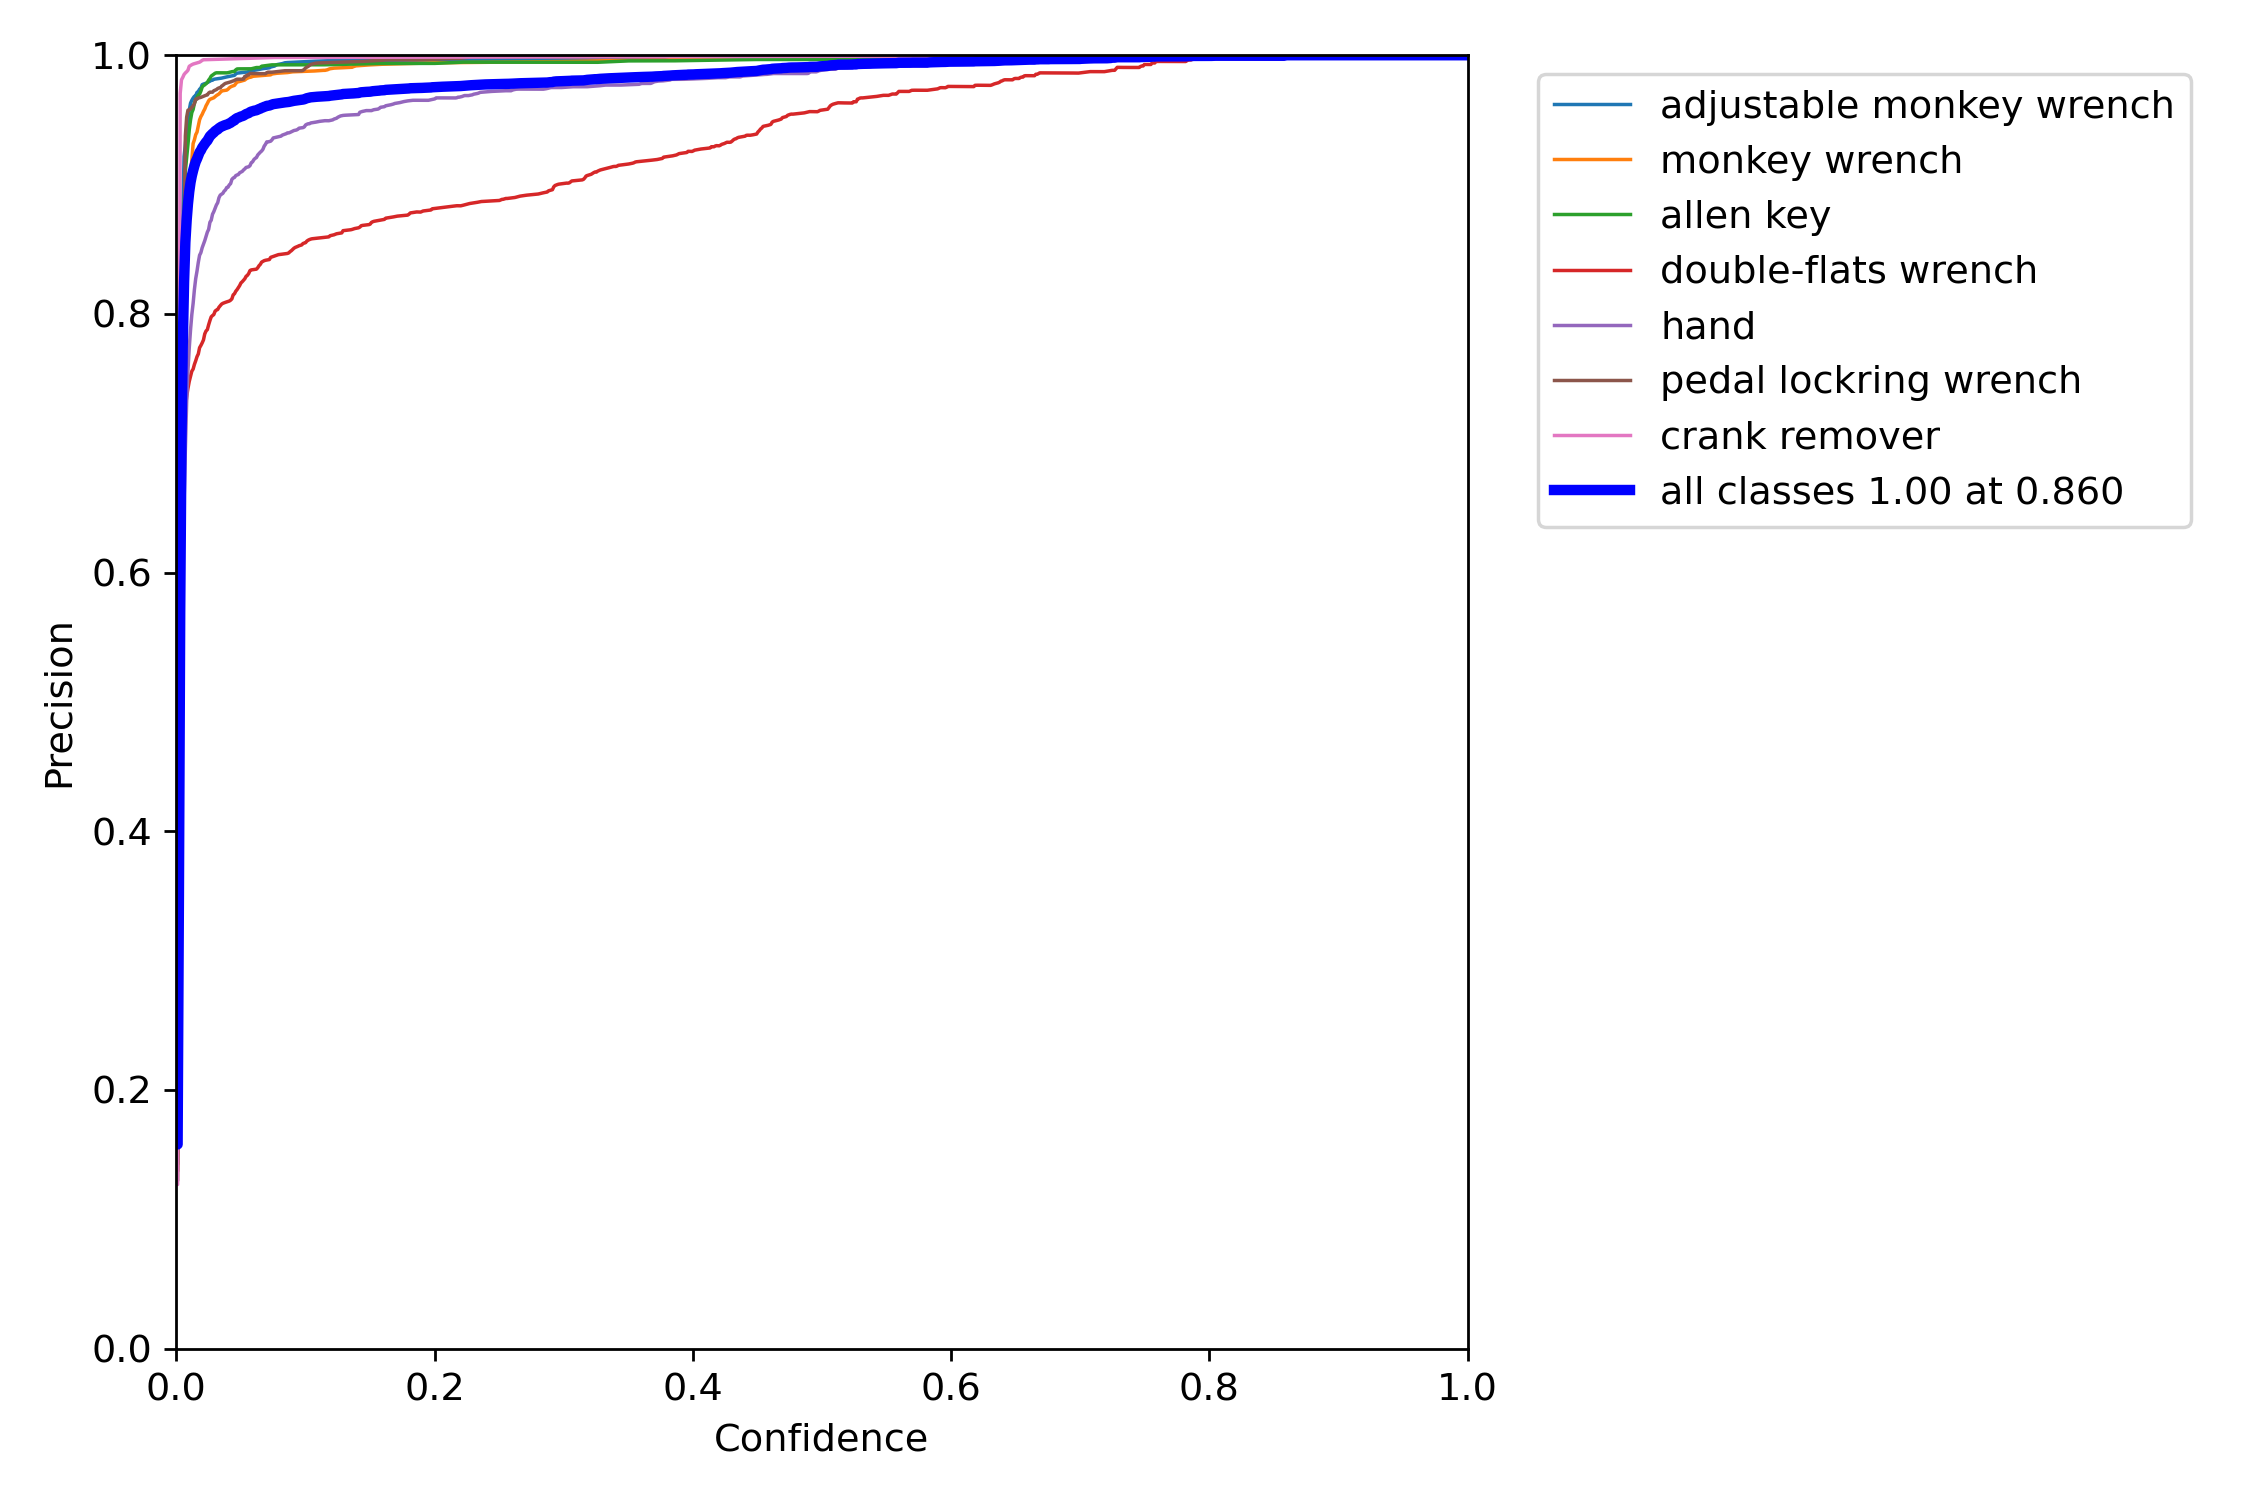 1.0
0.8
0.6
0.4
0.2
0.0
Precision
0.0 0.2 0.4 0.6 0.8 1.0
Confidence
adjustable monkey wrench
monkey wrench
allen key
double-flats wrench
hand
pedal lockring wrench
crank remover
all classes 1.00 at 0.860